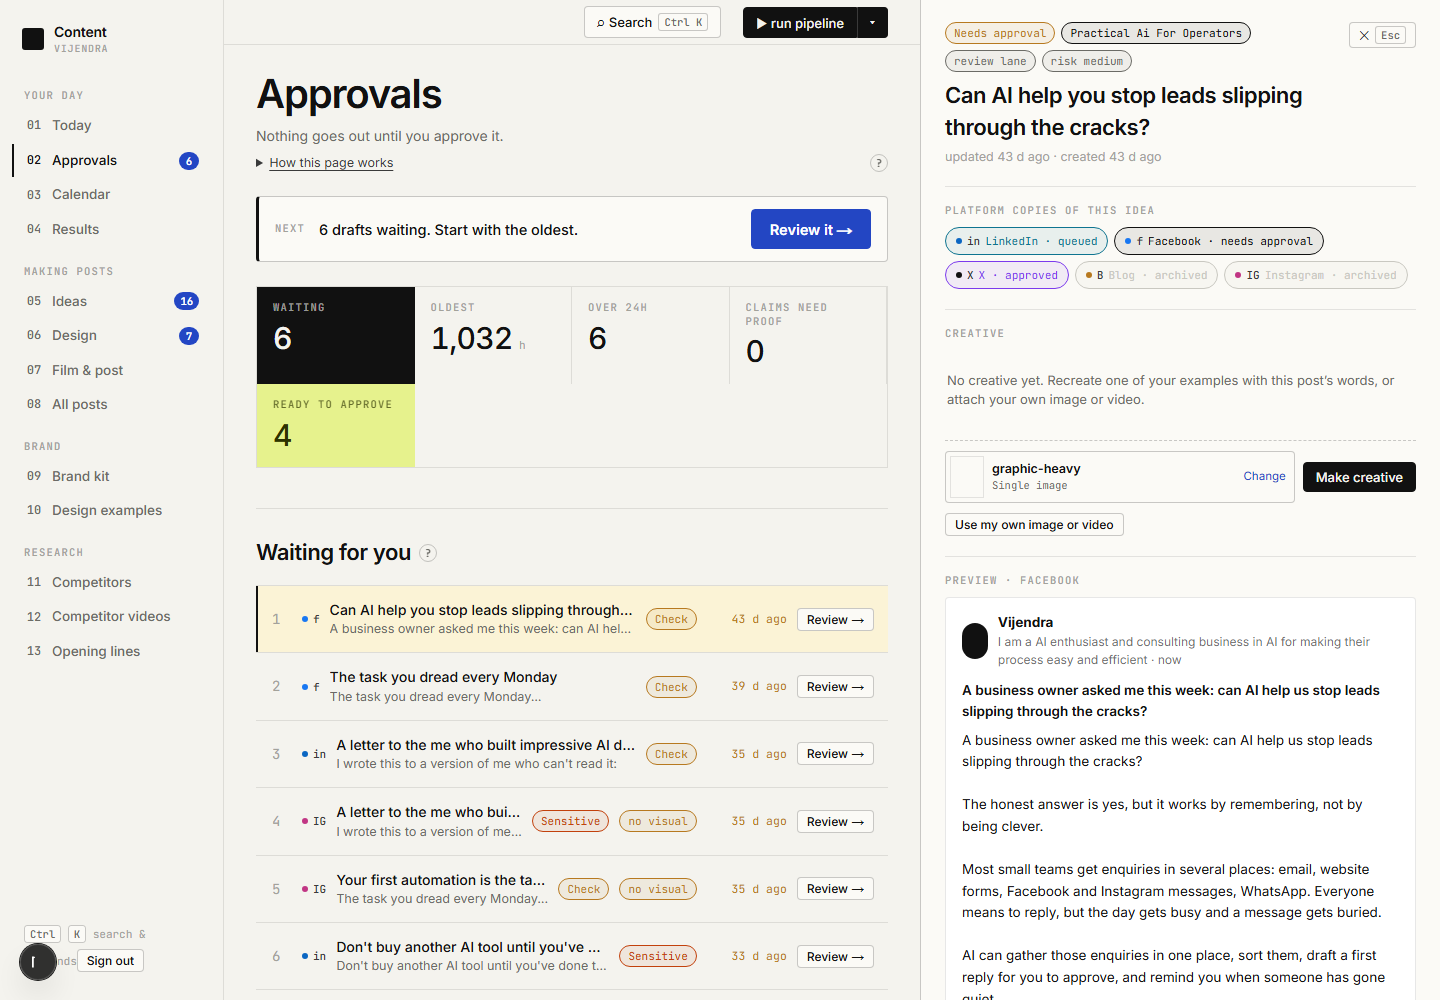 Content
VIJENDRA
YOUR DAY
01 Today
02 Approvals 6
03 Calendar
04 Results
MAKING POSTS
05 Ideas 16
06 Design 7
07 Film & post
08 All posts
BRAND
09 Brand kit
10 Design examples
RESEARCH
11 Competitors
12 Competitor videos
13 Opening lines
Ctrl K search &
nds Sign out
Search Ctrl K
▶ run pipeline
Approvals
Nothing goes out until you approve it.
▶ How this page works ?
NEXT 6 drafts waiting. Start with the oldest. Review it →
WAITING
6
OLDEST
1,032 h
OVER 24H
6
CLAIMS NEED
PROOF
0
READY TO APPROVE
4
Waiting for you ?
1 f Can AI help you stop leads slipping through... Check 43 d ago Review →
A business owner asked me this week: can AI hel...
2 f The task you dread every Monday Check 39 d ago Review →
The task you dread every Monday...
3 in A letter to the me who built impressive AI d... Check 35 d ago Review →
I wrote this to a version of me who can't read it:
4 IG A letter to the me who bui... Sensitive no visual 35 d ago Review →
I wrote this to a version of me...
5 IG Your first automation is the ta... Check no visual 35 d ago Review →
The task you dread every Monday...
6 in Don't buy another AI tool until you've ... Sensitive 33 d ago Review →
Don't buy another AI tool until you've done t...
Needs approval Practical Ai For Operators
review lane risk medium
× Esc
Can AI help you stop leads slipping
through the cracks?
updated 43 d ago · created 43 d ago
PLATFORM COPIES OF THIS IDEA
in LinkedIn · queued f Facebook · needs approval
X X · approved B Blog · archived IG Instagram · archived
CREATIVE
No creative yet. Recreate one of your examples with this post's words, or
attach your own image or video.
graphic-heavy
Single image
Change
Make creative
Use my own image or video
PREVIEW · FACEBOOK
Vijendra
I am a AI enthusiast and consulting business in AI for making their
process easy and efficient · now
A business owner asked me this week: can AI help us stop leads
slipping through the cracks?
A business owner asked me this week: can AI help us stop leads
slipping through the cracks?
The honest answer is yes, but it works by remembering, not by
being clever.
Most small teams get enquiries in several places: email, website
forms, Facebook and Instagram messages, WhatsApp. Everyone
means to reply, but the day gets busy and a message gets buried.
AI can gather those enquiries in one place, sort them, draft a first
reply for you to approve, and remind you when someone has gone
quiet.